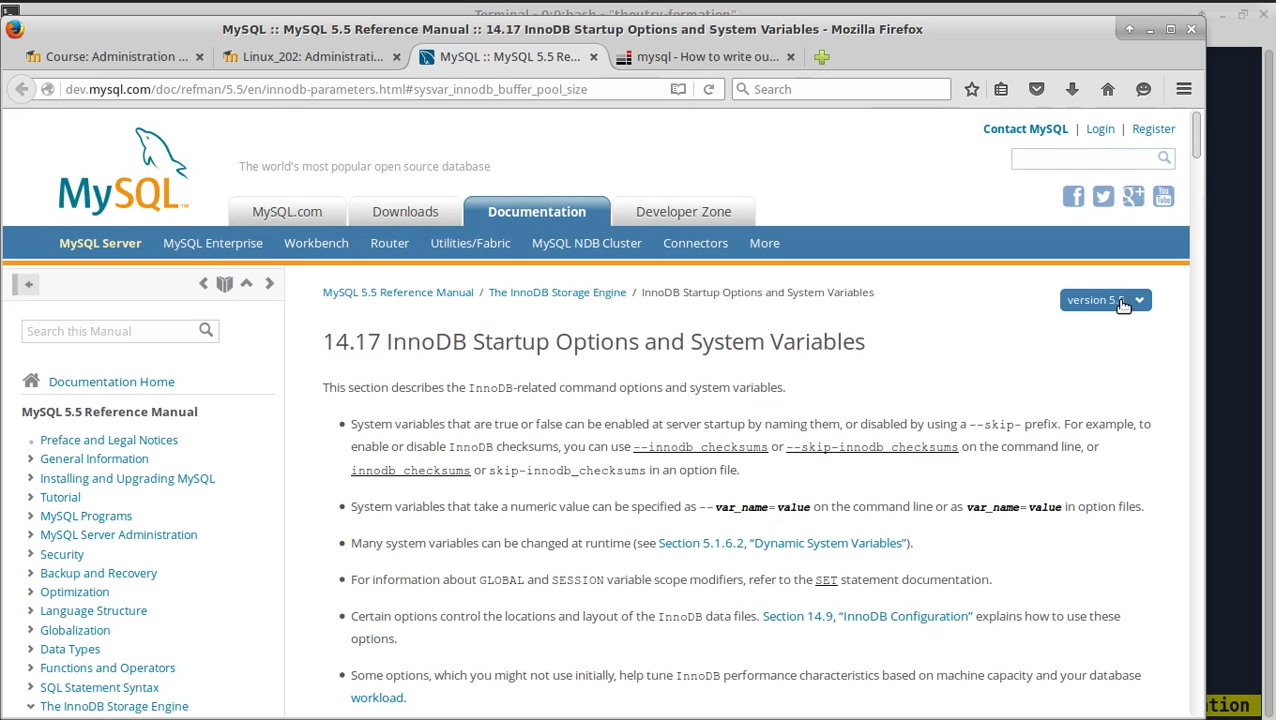 Terminal - 0:0:bash - "theutry-formation"
MySQL :: MySQL 5.5 Reference Manual :: 14.17 InnoDB Startup Options and System Variables - Mozilla Firefox
Course: Administration ...
Linux_202: Administrati...
MySQL :: MySQL 5.5 Re...
mysql - How to write ou...
dev.mysql.com/doc/refman/5.5/en/innodb-parameters.html#sysvar_innodb_buffer_pool_size
Search
Contact MySQL | Login | Register
MySQL™
The world's most popular open source database
You Tube
MySQL.com
Downloads
Documentation
Developer Zone
MySQL Server
MySQL Enterprise
Workbench
Router
Utilities/Fabric
MySQL NDB Cluster
Connectors
More
MySQL 5.5 Reference Manual / The InnoDB Storage Engine / InnoDB Startup Options and System Variables
version 5.
Search this Manual
Documentation Home
MySQL 5.5 Reference Manual
Preface and Legal Notices
General Information
Installing and Upgrading MySQL
Tutorial
MySQL Programs
MySQL Server Administration
Security
Backup and Recovery
Optimization
Language Structure
Globalization
Data Types
Functions and Operators
SQL Statement Syntax
The InnoDB Storage Engine
14.17 InnoDB Startup Options and System Variables
This section describes the InnoDB-related command options and system variables.
System variables that are true or false can be enabled at server startup by naming them, or disabled by using a --skip- prefix. For example, to
enable or disable InnoDB checksums, you can use --innodb_checksums or --skip-innodb_checksums on the command line, or
innodb_checksums or skip-innodb_checksums in an option file.
System variables that take a numeric value can be specified as --var_name=value on the command line or as var_name=value in option files.
Many system variables can be changed at runtime (see Section 5.1.6.2, “Dynamic System Variables”).
For information about GLOBAL and SESSION variable scope modifiers, refer to the SET statement documentation.
Certain options control the locations and layout of the InnoDB data files. Section 14.9, “InnoDB Configuration” explains how to use these
options.
Some options, which you might not use initially, help tune InnoDB performance characteristics based on machine capacity and your database
workload.
tion